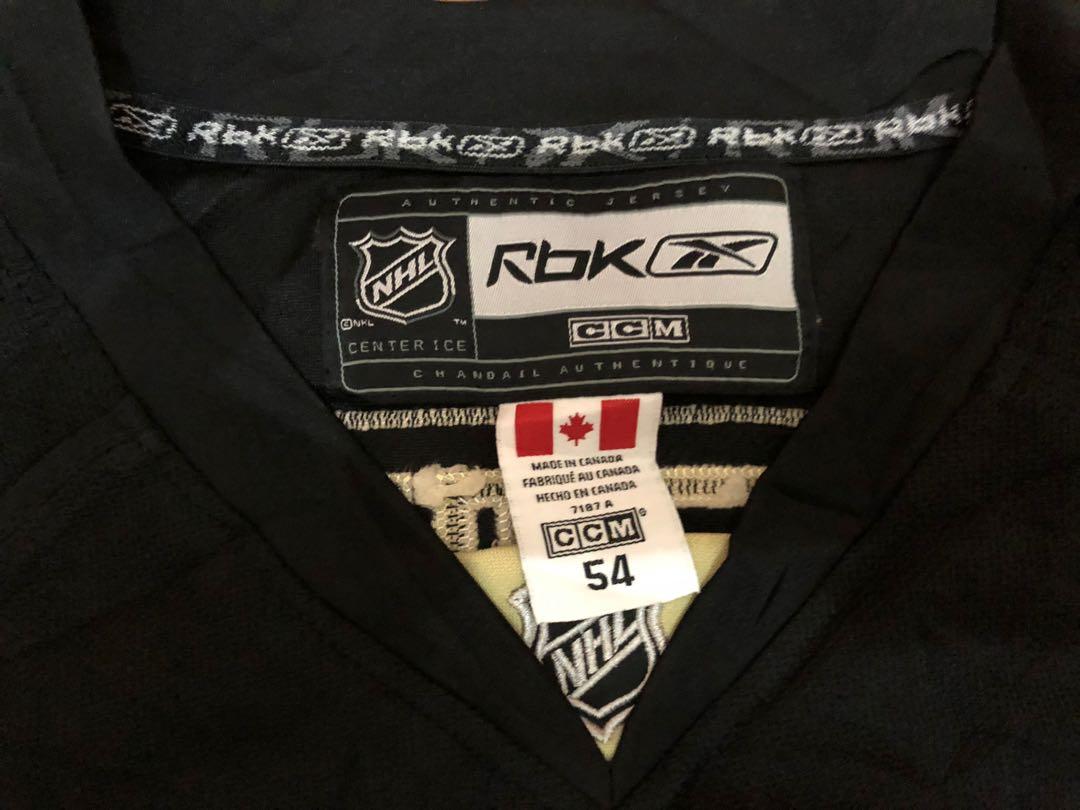 Rbk Rbk Rbk Rbk Rbk
AUTHENTIC JERSEY
NHL
Rbk
©NHL ™
CCM
CENTER ICE
CHANDAIL AUTHENTIQUE
MADE IN CANADA
FABRIQUÉ AU CANADA
HECHO EN CANADA
7187 A
CCM®
54
NHL